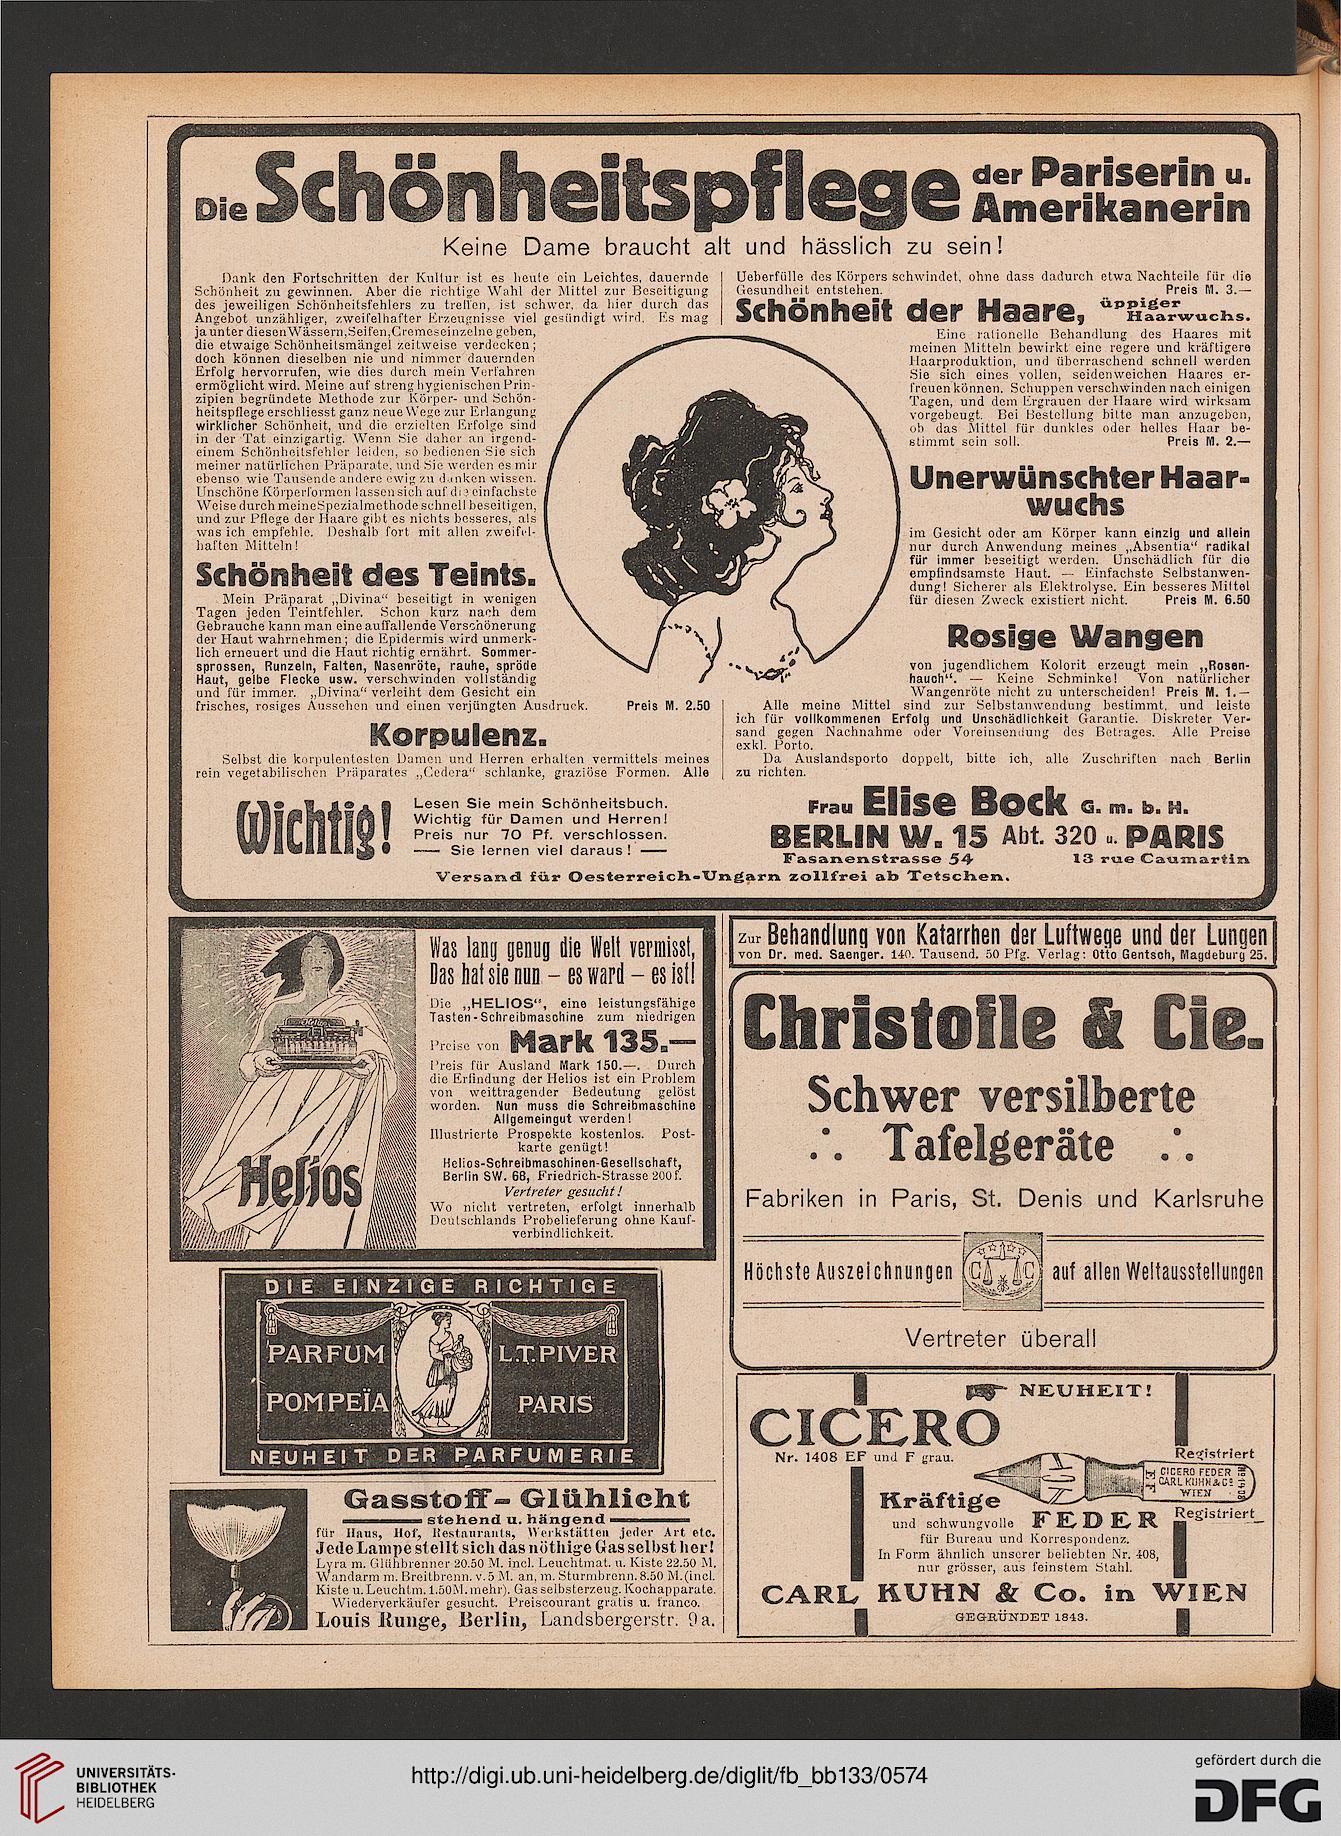 Die Schönheitspflege der Pariserin u. Amerikanerin
Keine Dame braucht alt und hässlich zu sein!
Dank den Fortschritten der Kultur ist es heute ein Leichtes, dauernde
Schönheit zu gewinnen. Aber die richtige Wahl der Mittel zur Beseitigung
des jeweiligen Schönheitsfehlers zu treffen, ist schwer, da hier durch das
Angebot unzähliger, zweifelhafter Erzeugnisse viel gesündigt wird. Es mag
ja unter diesen Wässern, Seifen, Cremes einzelne geben,
die etwaige Schönheitsmängel zeitweise verdecken;
doch können dieselben nie und nimmer dauernden
Erfolg hervorrufen, wie dies durch mein Verfahren
ermöglicht wird. Meine auf streng hygienischen Prin-
zipien begründete Methode zur Körper- und Schön-
heitspflege erschliesst ganz neue Wege zur Erlangung
wirklicher Schönheit, und die erzielten Erfolge sind
in der Tat einzigartig. Wenn Sie daher an irgend-
einem Schönheitsfehler leiden, so bedienen Sie sich
meiner natürlichen Präparate, und Sie werden es mir
ebenso wie Tausende andere ewig zu danken wissen.
Unschöne Körperformen lassen sich auf die einfachste
Weise durch meine Spezialmethode schnell beseitigen,
und zur Pflege der Haare gibt es nichts besseres, als
was ich empfehle. Deshalb fort mit allen zweifel-
haften Mitteln!
Schönheit des Teints.
Mein Präparat „Divina“ beseitigt in wenigen
Tagen jeden Teintfehler. Schon kurz nach dem
Gebrauche kann man eine auffallende Verschönerung
der Haut wahrnehmen; die Epidermis wird unmerk-
lich erneuert und die Haut richtig ernährt. Sommer-
sprossen, Runzeln, Falten, Nasenröte, rauhe, spröde
Haut, gelbe Flecke usw. verschwinden vollständig
und für immer. „Divina“ verleiht dem Gesicht ein
frisches, rosiges Aussehen und einen verjüngten Ausdruck. Preis M. 2.50
Korpulenz.
Selbst die korpulentesten Damen und Herren erhalten vermittels meines
rein vegetabilischen Präparates „Cedera“ schlanke, graziöse Formen. Alle
Ueberfülle des Körpers schwindet, ohne dass dadurch etwa Nachteile für die
Gesundheit entstehen. Preis M. 3.—
Schönheit der Haare, üppiger Haarwuchs.
Eine rationelle Behandlung des Haares mit
meinen Mitteln bewirkt eine regere und kräftigere
Haarproduktion, und überraschend schnell werden
Sie sich eines vollen, seidenweichen Haares er-
freuen können. Schuppen verschwinden nach einigen
Tagen, und dem Ergrauen der Haare wird wirksam
vorgebeugt. Bei Bestellung bitte man anzugeben,
ob das Mittel für dunkles oder helles Haar be-
stimmt sein soll. Preis M. 2.—
Unerwünschter Haar-
wuchs
im Gesicht oder am Körper kann einzig und allein
nur durch Anwendung meines „Absentia“ radikal
für immer beseitigt werden. Unschädlich für die
empfindsamste Haut. — Einfachste Selbstanwen-
dung! Sicherer als Elektrolyse. Ein besseres Mittel
für diesen Zweck existiert nicht. Preis M. 6.50
Rosige Wangen
von jugendlichem Kolorit erzeugt mein „Rosen-
hauch“. — Keine Schminke! Von natürlicher
Wangenröte nicht zu unterscheiden! Preis M. 1.—
Alle meine Mittel sind zur Selbstanwendung bestimmt, und leiste
ich für vollkommenen Erfolg und Unschädlichkeit Garantie. Diskreter Ver-
sand gegen Nachnahme oder Voreinsendung des Betrages. Alle Preise
exkl. Porto.
Da Auslandsporto doppelt, bitte ich, alle Zuschriften nach Berlin
zu richten.
Wichtig!
Lesen Sie mein Schönheitsbuch.
Wichtig für Damen und Herren!
Preis nur 70 Pf. verschlossen.
— Sie lernen viel daraus! —
Frau Elise Bock G. m. b. H.
BERLIN W. 15 Abt. 320 u. PARIS
Fasanenstrasse 54 13 rue Caumartin
Versand für Oesterreich-Ungarn zollfrei ab Tetschen.
Helios
Was lang genug die Welt vermisst,
Das hat sie nun — es ward — es ist!
Die „HELIOS“, eine leistungsfähige
Tasten-Schreibmaschine zum niedrigen
Preise von Mark 135.—
Preis für Ausland Mark 150.—. Durch
die Erfindung der Helios ist ein Problem
von weittragender Bedeutung gelöst
worden. Nun muss die Schreibmaschine
Allgemeingut werden!
Illustrierte Prospekte kostenlos. Post-
karte genügt!
Helios-Schreibmaschinen-Gesellschaft,
Berlin SW. 68, Friedrich-Strasse 200 f.
Vertreter gesucht!
Wo nicht vertreten, erfolgt innerhalb
Deutschlands Probelieferung ohne Kauf-
verbindlichkeit.
DIE EINZIGE RICHTIGE
PARFUM L.T. PIVER
POMPEÏA PARIS
NEUHEIT DER PARFUMERIE
Gasstoff-Glühlicht
stehend u. hängend
für Haus, Hof, Restaurants, Werkstätten jeder Art etc.
Jede Lampe stellt sich das nöthige Gas selbst her!
Lyra m. Glühbrenner 20.50 M. incl. Leuchtmat. u. Kiste 22.50 M.
Wandarm m. Breitbrenn. v. 5 M. an, m. Sturmbrenn. 8.50 M. (incl.
Kiste u. Leuchtm. 1.50 M. mehr). Gas selbsterzeug. Kochapparate.
Wiederverkäufer gesucht. Preiscourant gratis u. franco.
Louis Runge, Berlin, Landsbergerstr. 9a.
Zur Behandlung von Katarrhen der Luftwege und der Lungen
von Dr. med. Saenger. 140. Tausend. 50 Pfg. Verlag: Otto Gentsch, Magdeburg 25.
Christofle & Cie.
Schwer versilberte
Tafelgeräte
Fabriken in Paris, St. Denis und Karlsruhe
Höchste Auszeichnungen C C auf allen Weltausstellungen
Vertreter überall
NEUHEIT!
CICERO
Nr. 1408 EF und F grau.
Registriert
CICERO FEDER
CARL KUHN & Co
WIEN
EF
No 1408
Kräftige
und schwungvolle FEDER Registriert
für Bureau und Korrespondenz.
In Form ähnlich unserer beliebten Nr. 408,
nur grösser, aus feinstem Stahl.
CARL KUHN & Co. in WIEN
GEGRÜNDET 1843.
UNIVERSITÄTS-
BIBLIOTHEK
HEIDELBERG
http://digi.ub.uni-heidelberg.de/diglit/fb_bb133/0574
gefördert durch die
DFG